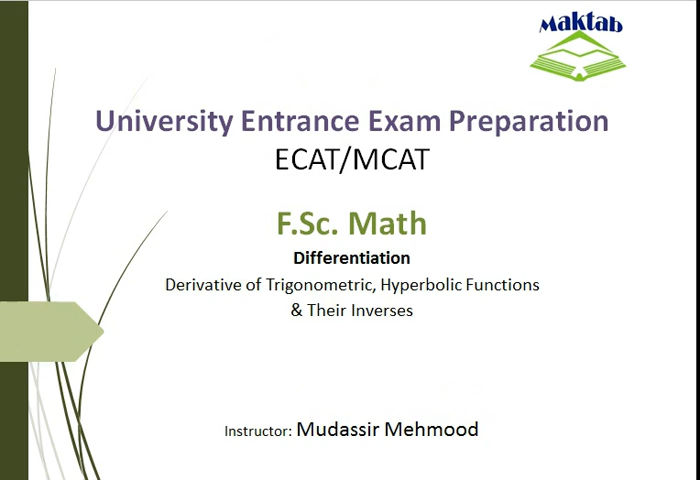 Maktab
University Entrance Exam Preparation
ECAT/MCAT
F.Sc. Math
Differentiation
Derivative of Trigonometric, Hyperbolic Functions
& Their Inverses
Instructor: Mudassir Mehmood